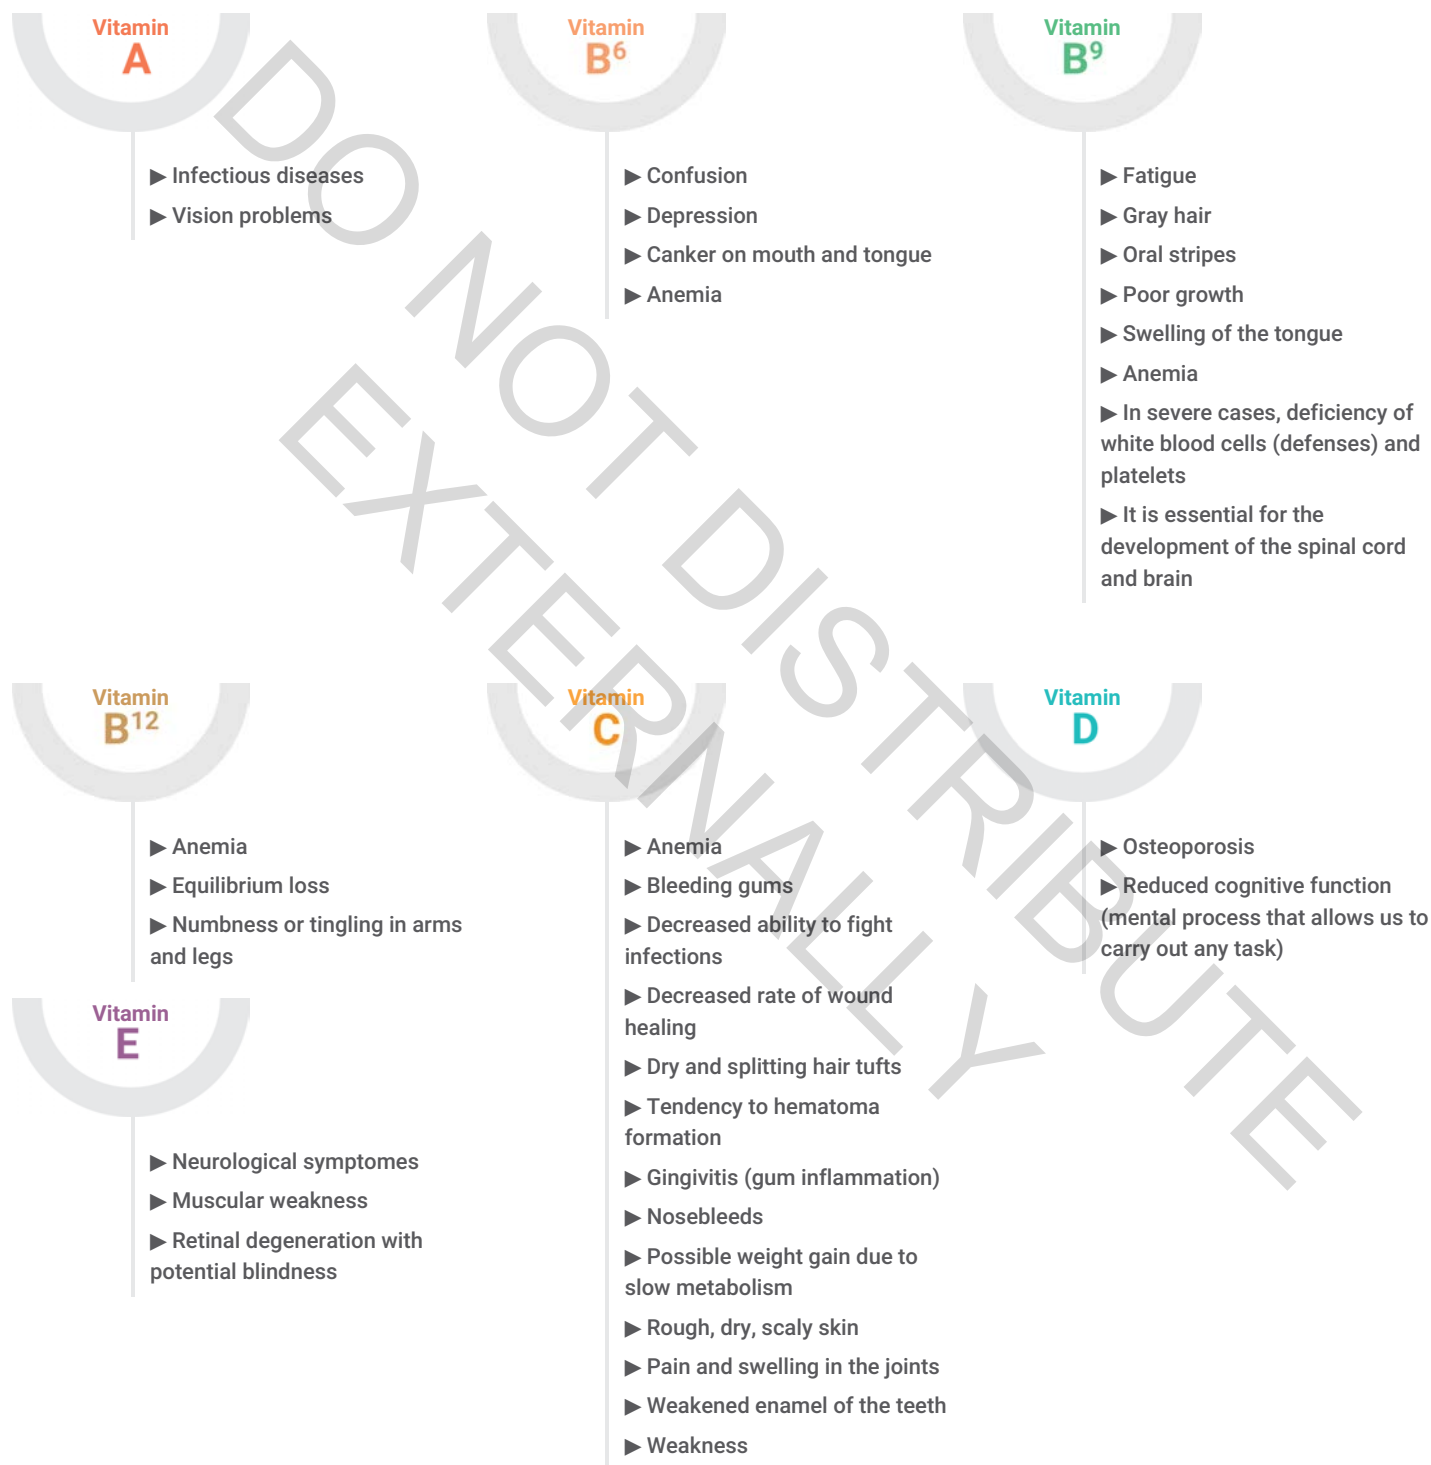 Vitamin
A
▶ Infectious diseases
▶ Vision problems
Vitamin
B⁶
▶ Confusion
▶ Depression
▶ Canker on mouth and tongue
▶ Anemia
Vitamin
B⁹
▶ Fatigue
▶ Gray hair
▶ Oral stripes
▶ Poor growth
▶ Swelling of the tongue
▶ Anemia
▶ In severe cases, deficiency of
white blood cells (defenses) and
platelets
▶ It is essential for the
development of the spinal cord
and brain
Vitamin
B¹²
▶ Anemia
▶ Equilibrium loss
▶ Numbness or tingling in arms
and legs
Vitamin
E
▶ Neurological symptomes
▶ Muscular weakness
▶ Retinal degeneration with
potential blindness
Vitamin
C
▶ Anemia
▶ Bleeding gums
▶ Decreased ability to fight
infections
▶ Decreased rate of wound
healing
▶ Dry and splitting hair tufts
▶ Tendency to hematoma
formation
▶ Gingivitis (gum inflammation)
▶ Nosebleeds
▶ Possible weight gain due to
slow metabolism
▶ Rough, dry, scaly skin
▶ Pain and swelling in the joints
▶ Weakened enamel of the teeth
▶ Weakness
Vitamin
D
▶ Osteoporosis
▶ Reduced cognitive function
(mental process that allows us to
carry out any task)
DO NOT DISTRIBUTE
EXTERNALLY